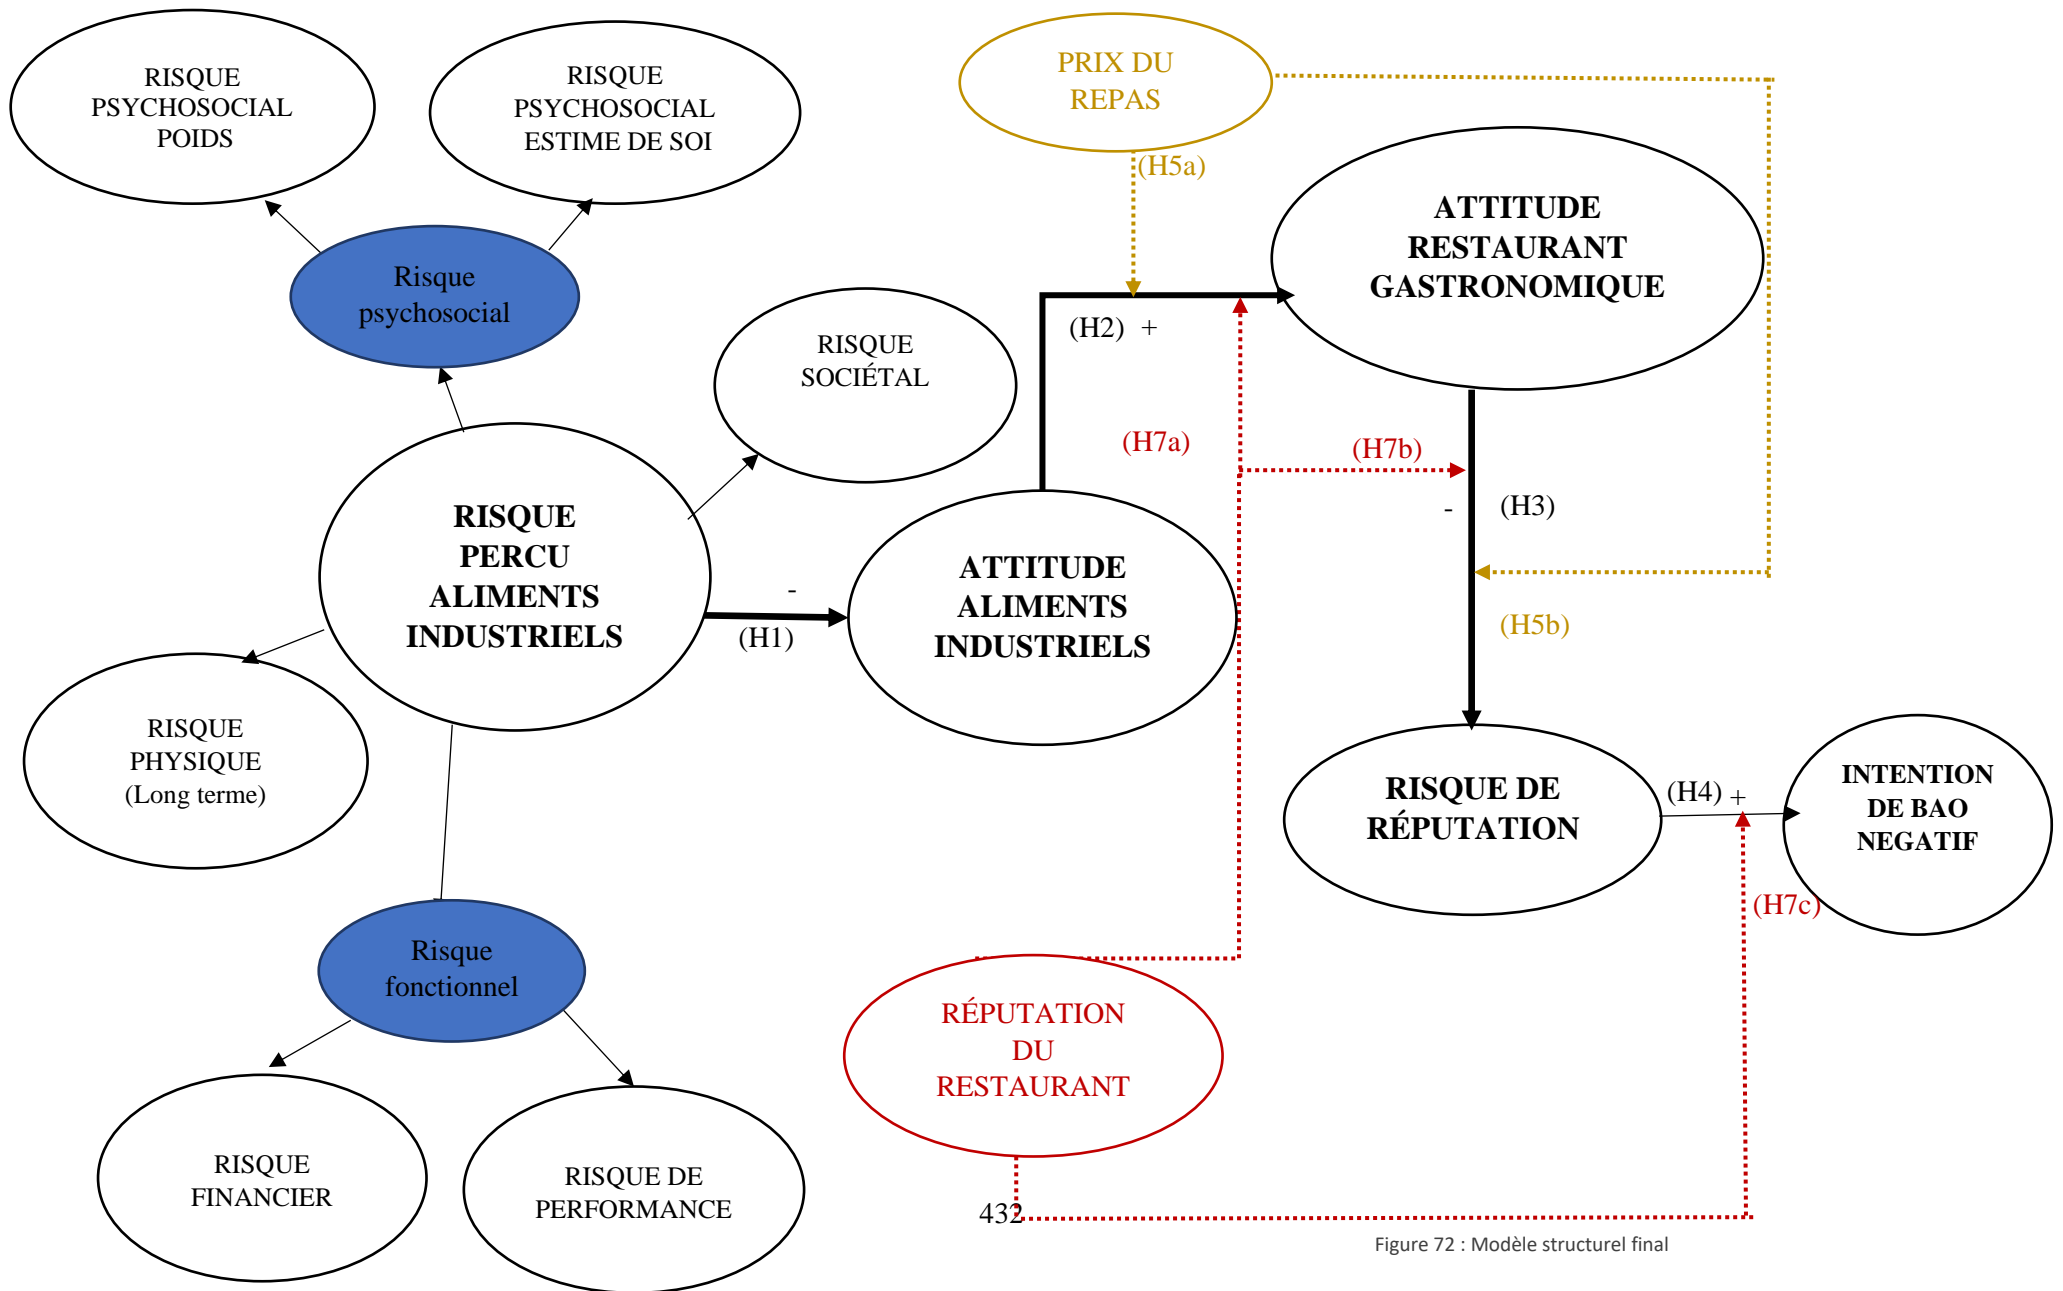 RISQUE
PSYCHOSOCIAL
POIDS
RISQUE
PSYCHOSOCIAL
ESTIME DE SOI
PRIX DU
REPAS
(H5a)
ATTITUDE
RESTAURANT
GASTRONOMIQUE
Risque
psychosocial
(H2) +
RISQUE
SOCIÉTAL
(H7a)
(H7b)
- (H3)
RISQUE
PERCU
ALIMENTS
INDUSTRIELS
-
(H1)
ATTITUDE
ALIMENTS
INDUSTRIELS
(H5b)
RISQUE
PHYSIQUE
(Long terme)
RISQUE DE
RÉPUTATION
(H4) +
INTENTION
DE BAO
NEGATIF
(H7c)
Risque
fonctionnel
RÉPUTATION
DU
RESTAURANT
RISQUE
FINANCIER
RISQUE DE
PERFORMANCE
432
Figure 72 : Modèle structurel final